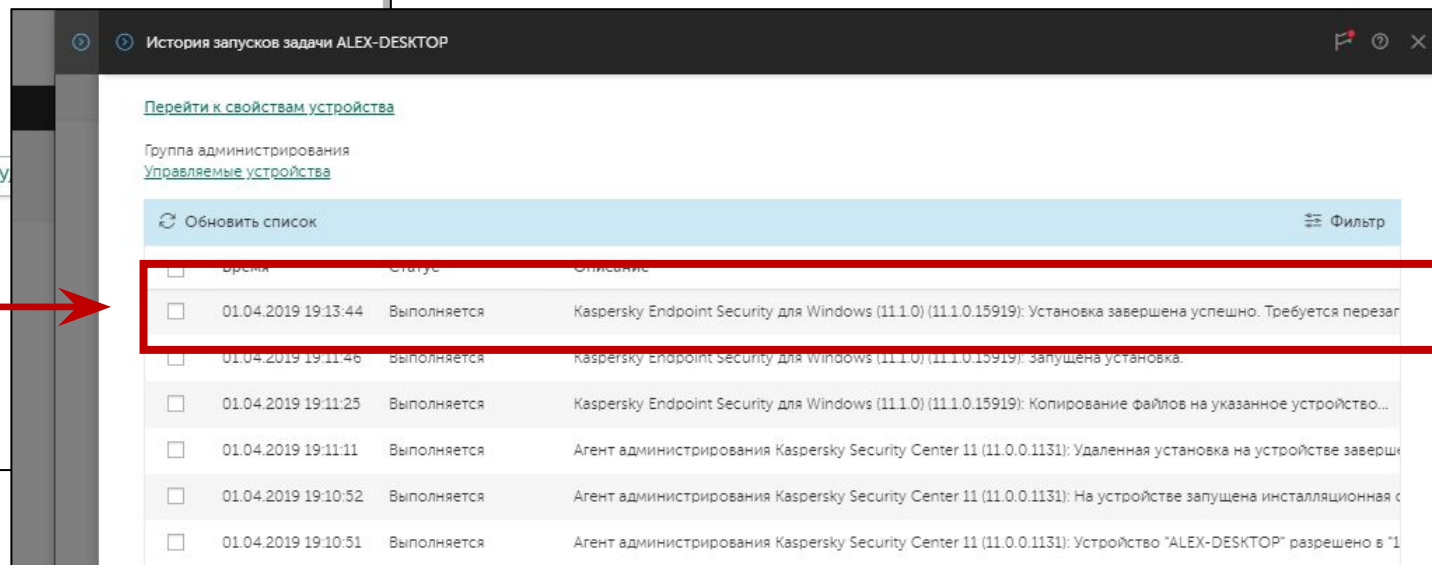 История запусков задачи ALEX-DESKTOP
Перейти к свойствам устройства
Группа администрирования
Управляемые устройства
Обновить список Фильтр
Время Статус Описание
01.04.2019 19:13:44 Выполняется Kaspersky Endpoint Security для Windows (11.1.0) (11.1.0.15919): Установка завершена успешно. Требуется перезаг
01.04.2019 19:11:46 Выполняется Kaspersky Endpoint Security для Windows (11.1.0) (11.1.0.15919): Запущена установка.
01.04.2019 19:11:25 Выполняется Kaspersky Endpoint Security для Windows (11.1.0) (11.1.0.15919): Копирование файлов на указанное устройство...
01.04.2019 19:11:11 Выполняется Агент администрирования Kaspersky Security Center 11 (11.0.0.1131): Удаленная установка на устройстве заверше
01.04.2019 19:10:52 Выполняется Агент администрирования Kaspersky Security Center 11 (11.0.0.1131): На устройстве запущена инсталляционная
01.04.2019 19:10:51 Выполняется Агент администрирования Kaspersky Security Center 11 (11.0.0.1131): Устройство "ALEX-DESKTOP" разрешено в "1